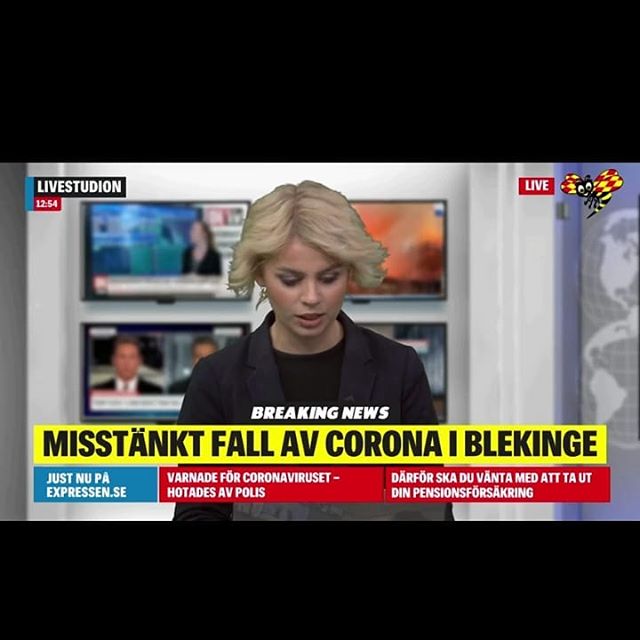 LIVESTUDION
12:54
LIVE
BREAKING NEWS
MISSTÄNKT FALL AV CORONA I BLEKINGE
JUST NU PÅ
EXPRESSEN.SE
VARNADE FÖR CORONAVIRUSET –
HOTADES AV POLIS
DÄRFÖR SKA DU VÄNTA MED ATT TA UT
DIN PENSIONSFÖRSÄKRING